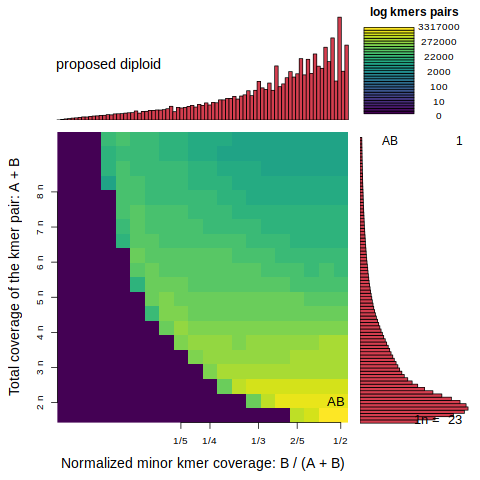 log kmers pairs
3317000
272000
22000
2000
100
10
0
proposed diploid
AB 1
Total coverage of the kmer pair: A + B
8 n
7 n
6 n
5 n
4 n
3 n
2 n
AB
1n = 23
1/5 1/4 1/3 2/5 1/2
Normalized minor kmer coverage: B / (A + B)